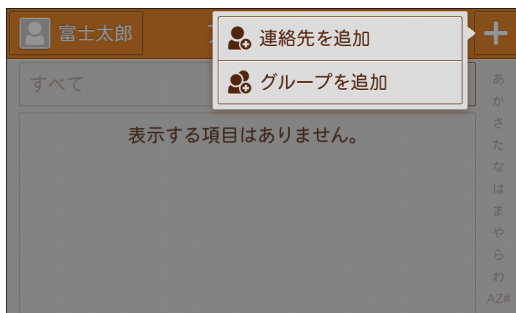 富士太郎
連絡先を追加
グループを追加
すべて
表示する項目はありません。
あ
か
さ
た
な
は
ま
や
ら
わ
AZ#